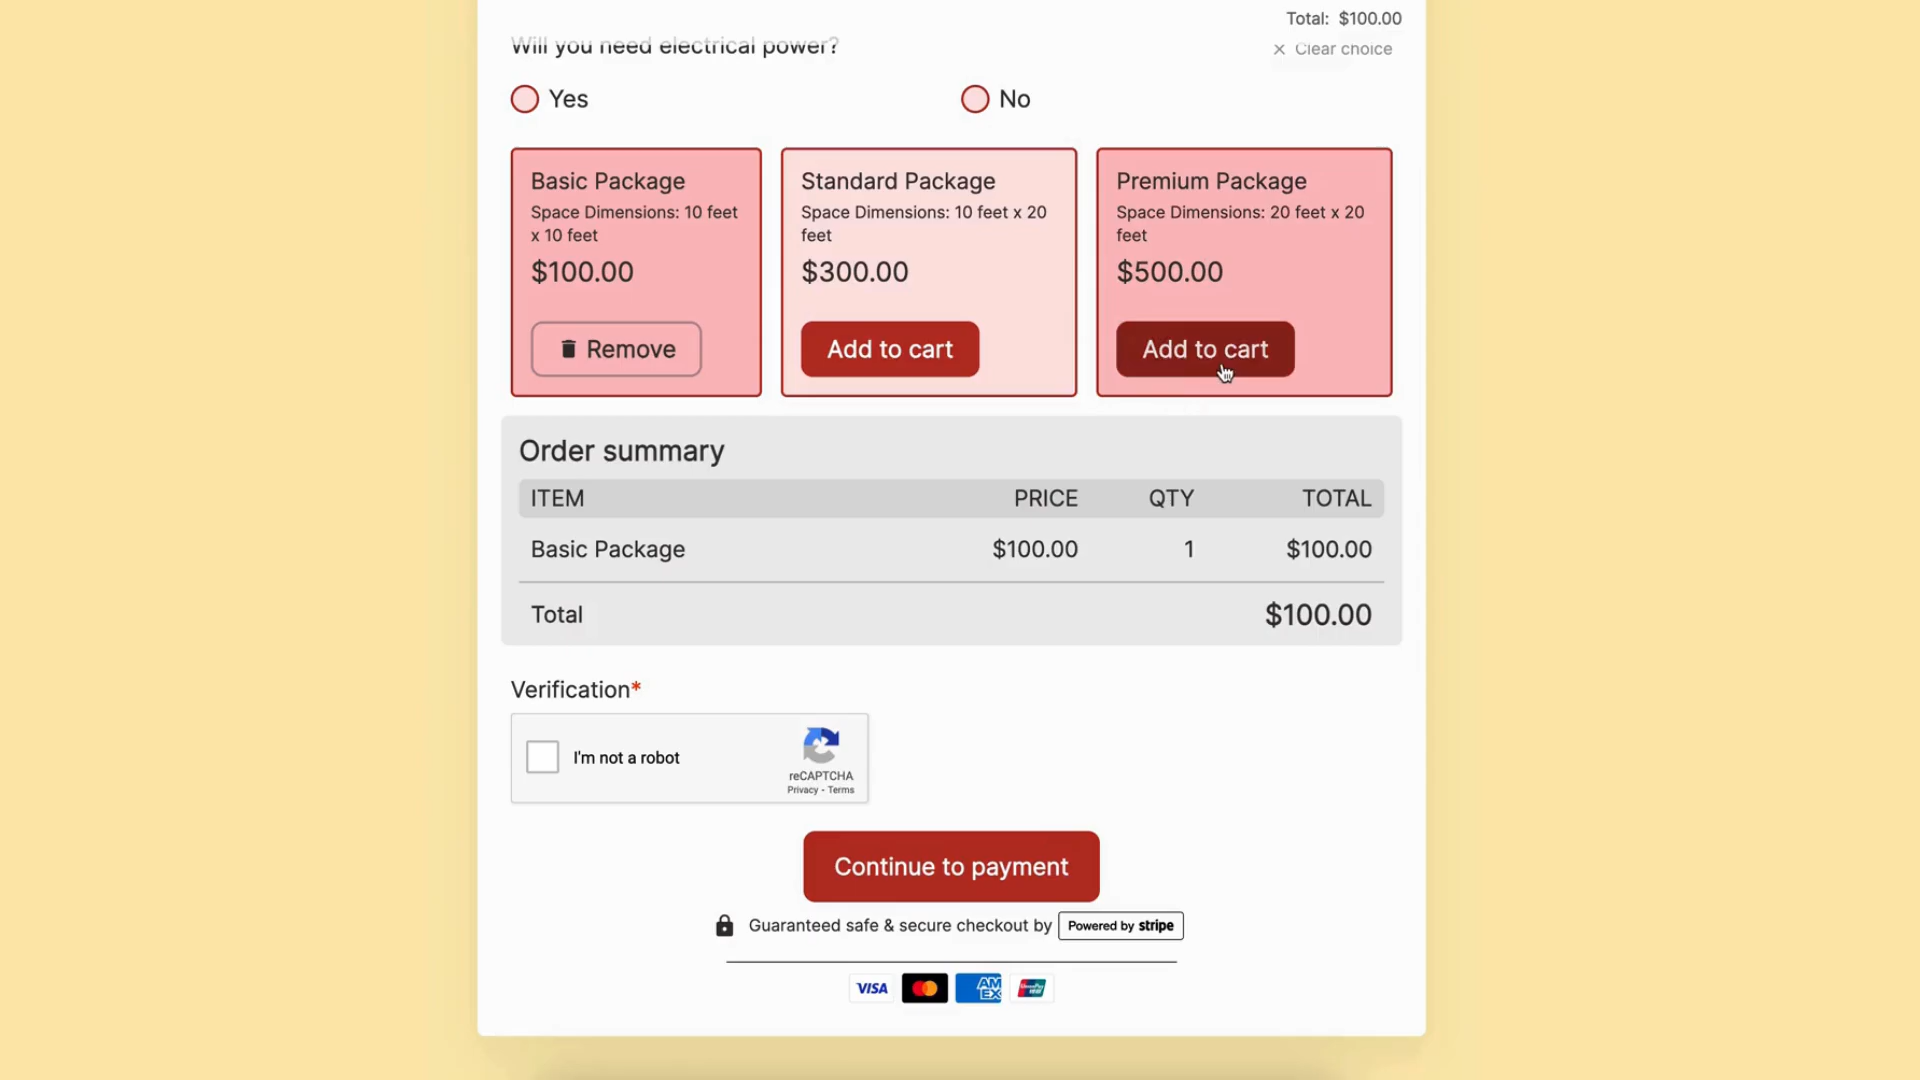 Total: $100.00
Will you need electrical power?
× Clear choice
Yes
No
Basic Package
Space Dimensions: 10 feet
x 10 feet
$100.00
Remove
Standard Package
Space Dimensions: 10 feet x 20
feet
$300.00
Add to cart
Premium Package
Space Dimensions: 20 feet x 20
feet
$500.00
Add to cart
Order summary
ITEM PRICE QTY TOTAL
Basic Package $100.00 1 $100.00
Total $100.00
Verification*
I'm not a robot
reCAPTCHA
Privacy - Terms
Continue to payment
Guaranteed safe & secure checkout by Powered by stripe
VISA
AM
EX
UnionPay